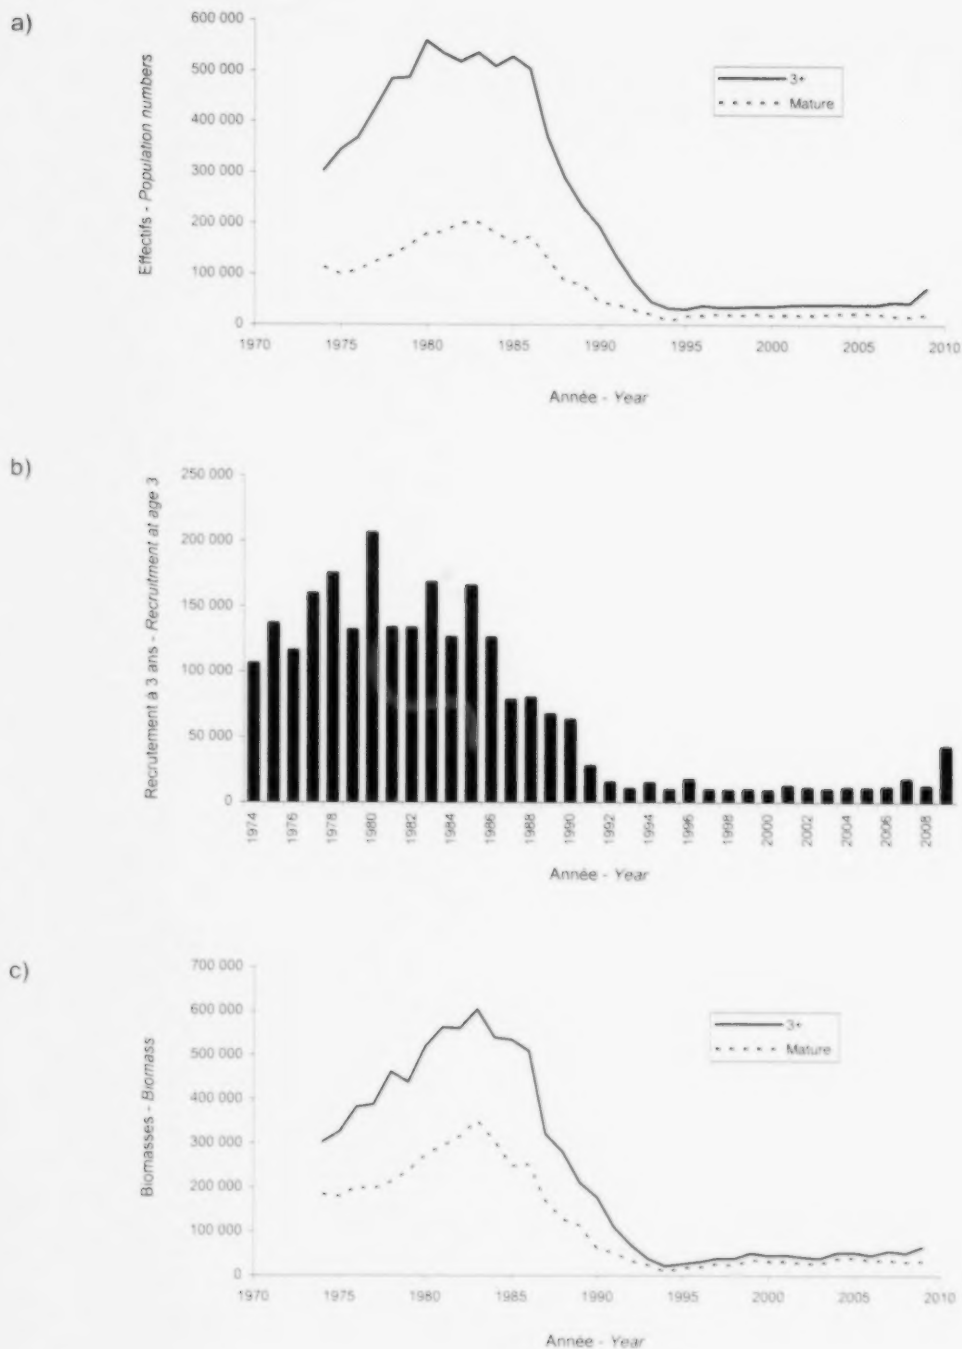 a)
600 000
500 000
400 000
300 000
200 000
100 000
0
Effectifs - Population numbers
3+
Mature
1970 1975 1980 1985 1990 1995 2000 2005 2010
Année - Year
b)
250 000
200 000
150 000
100 000
50 000
0
Recrutement à 3 ans - Recruitment at age 3
1974 1976 1978 1980 1982 1984 1986 1988 1990 1992 1994 1996 1998 2000 2002 2004 2006 2008
Année - Year
c)
700 000
600 000
500 000
400 000
300 000
200 000
100 000
0
Biomasses - Biomass
3+
Mature
1970 1975 1980 1985 1990 1995 2000 2005 2010
Année - Year